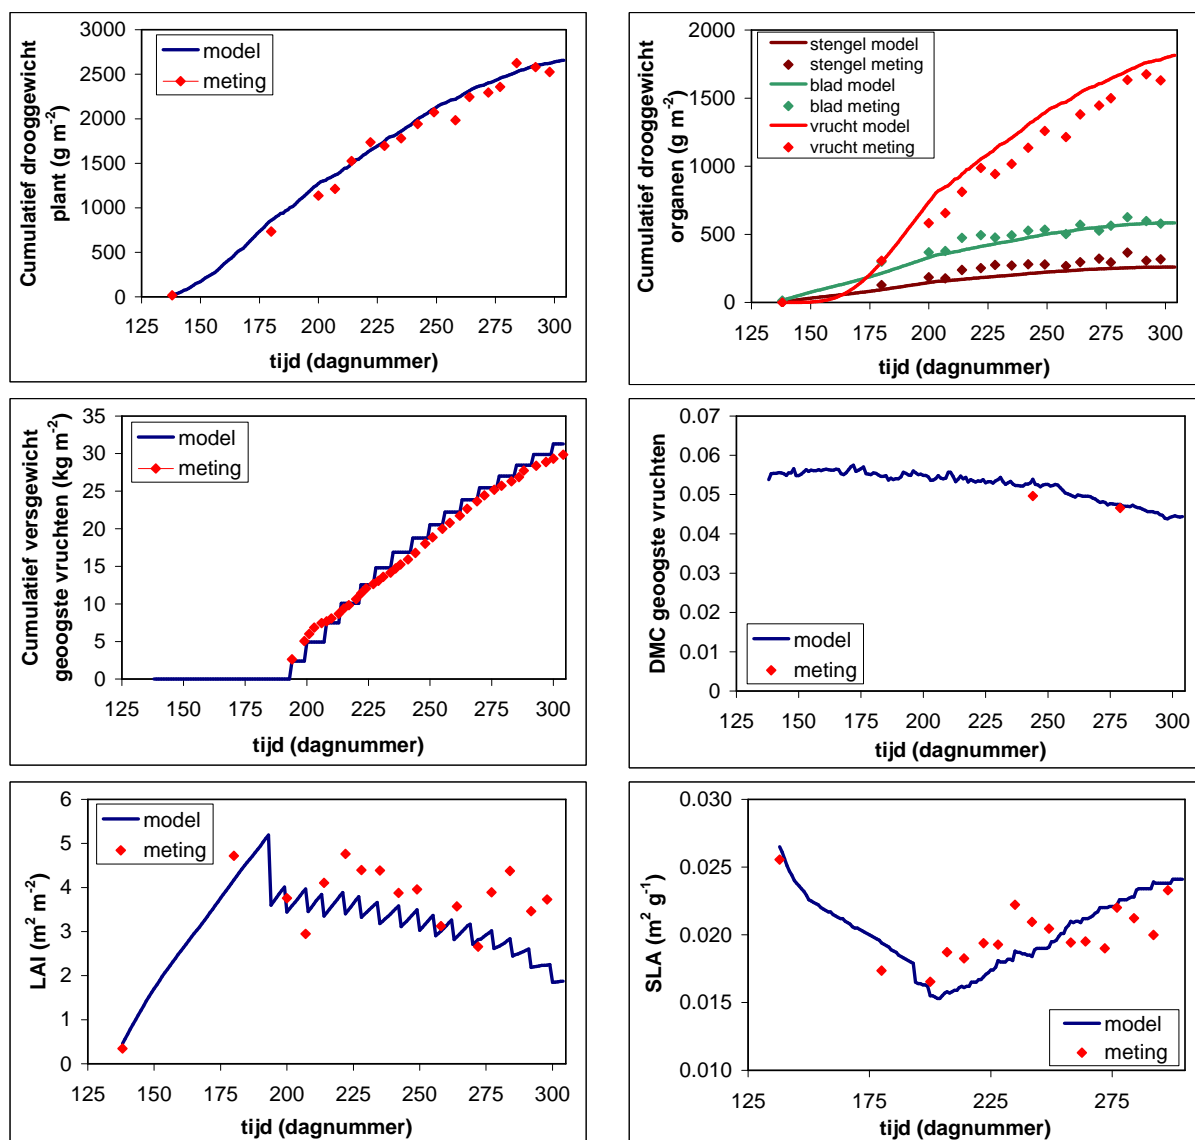 Cumulatief drooggewicht
plant (g m-2)
3000
2500
2000
1500
1000
500
0
model
meting
125 150 175 200 225 250 275 300
tijd (dagnummer)
Cumulatief drooggewicht
organen (g m-2)
2000
1500
1000
500
0
stengel model
stengel meting
blad model
blad meting
vrucht model
vrucht meting
125 150 175 200 225 250 275 300
tijd (dagnummer)
Cumulatief versgewicht
geoogste vruchten (kg m-2)
35
30
25
20
15
10
5
0
model
meting
125 150 175 200 225 250 275 300
tijd (dagnummer)
DMC geoogste vruchten
0.07
0.06
0.05
0.04
0.03
0.02
0.01
0
model
meting
125 150 175 200 225 250 275 300
tijd (dagnummer)
LAI (m2 m-2)
6
5
4
3
2
1
0
model
meting
125 150 175 200 225 250 275 300
tijd (dagnummer)
SLA (m2 g-1)
0.030
0.025
0.020
0.015
0.010
model
meting
125 175 225 275
tijd (dagnummer)